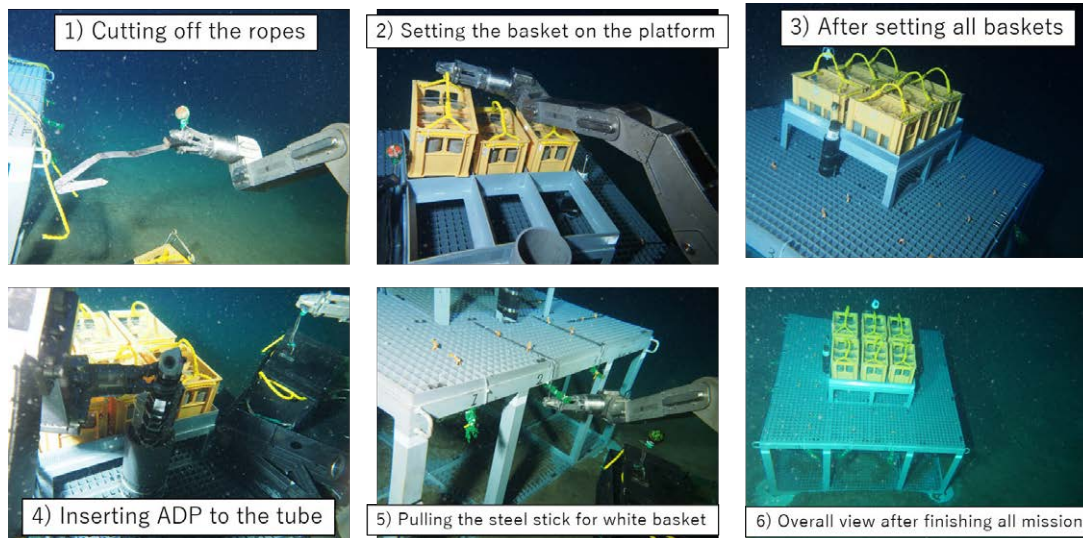 1) Cutting off the ropes
2) Setting the basket on the platform
3) After setting all baskets
4) Inserting ADP to the tube
5) Pulling the steel stick for white basket
6) Overall view after finishing all mission
1
2